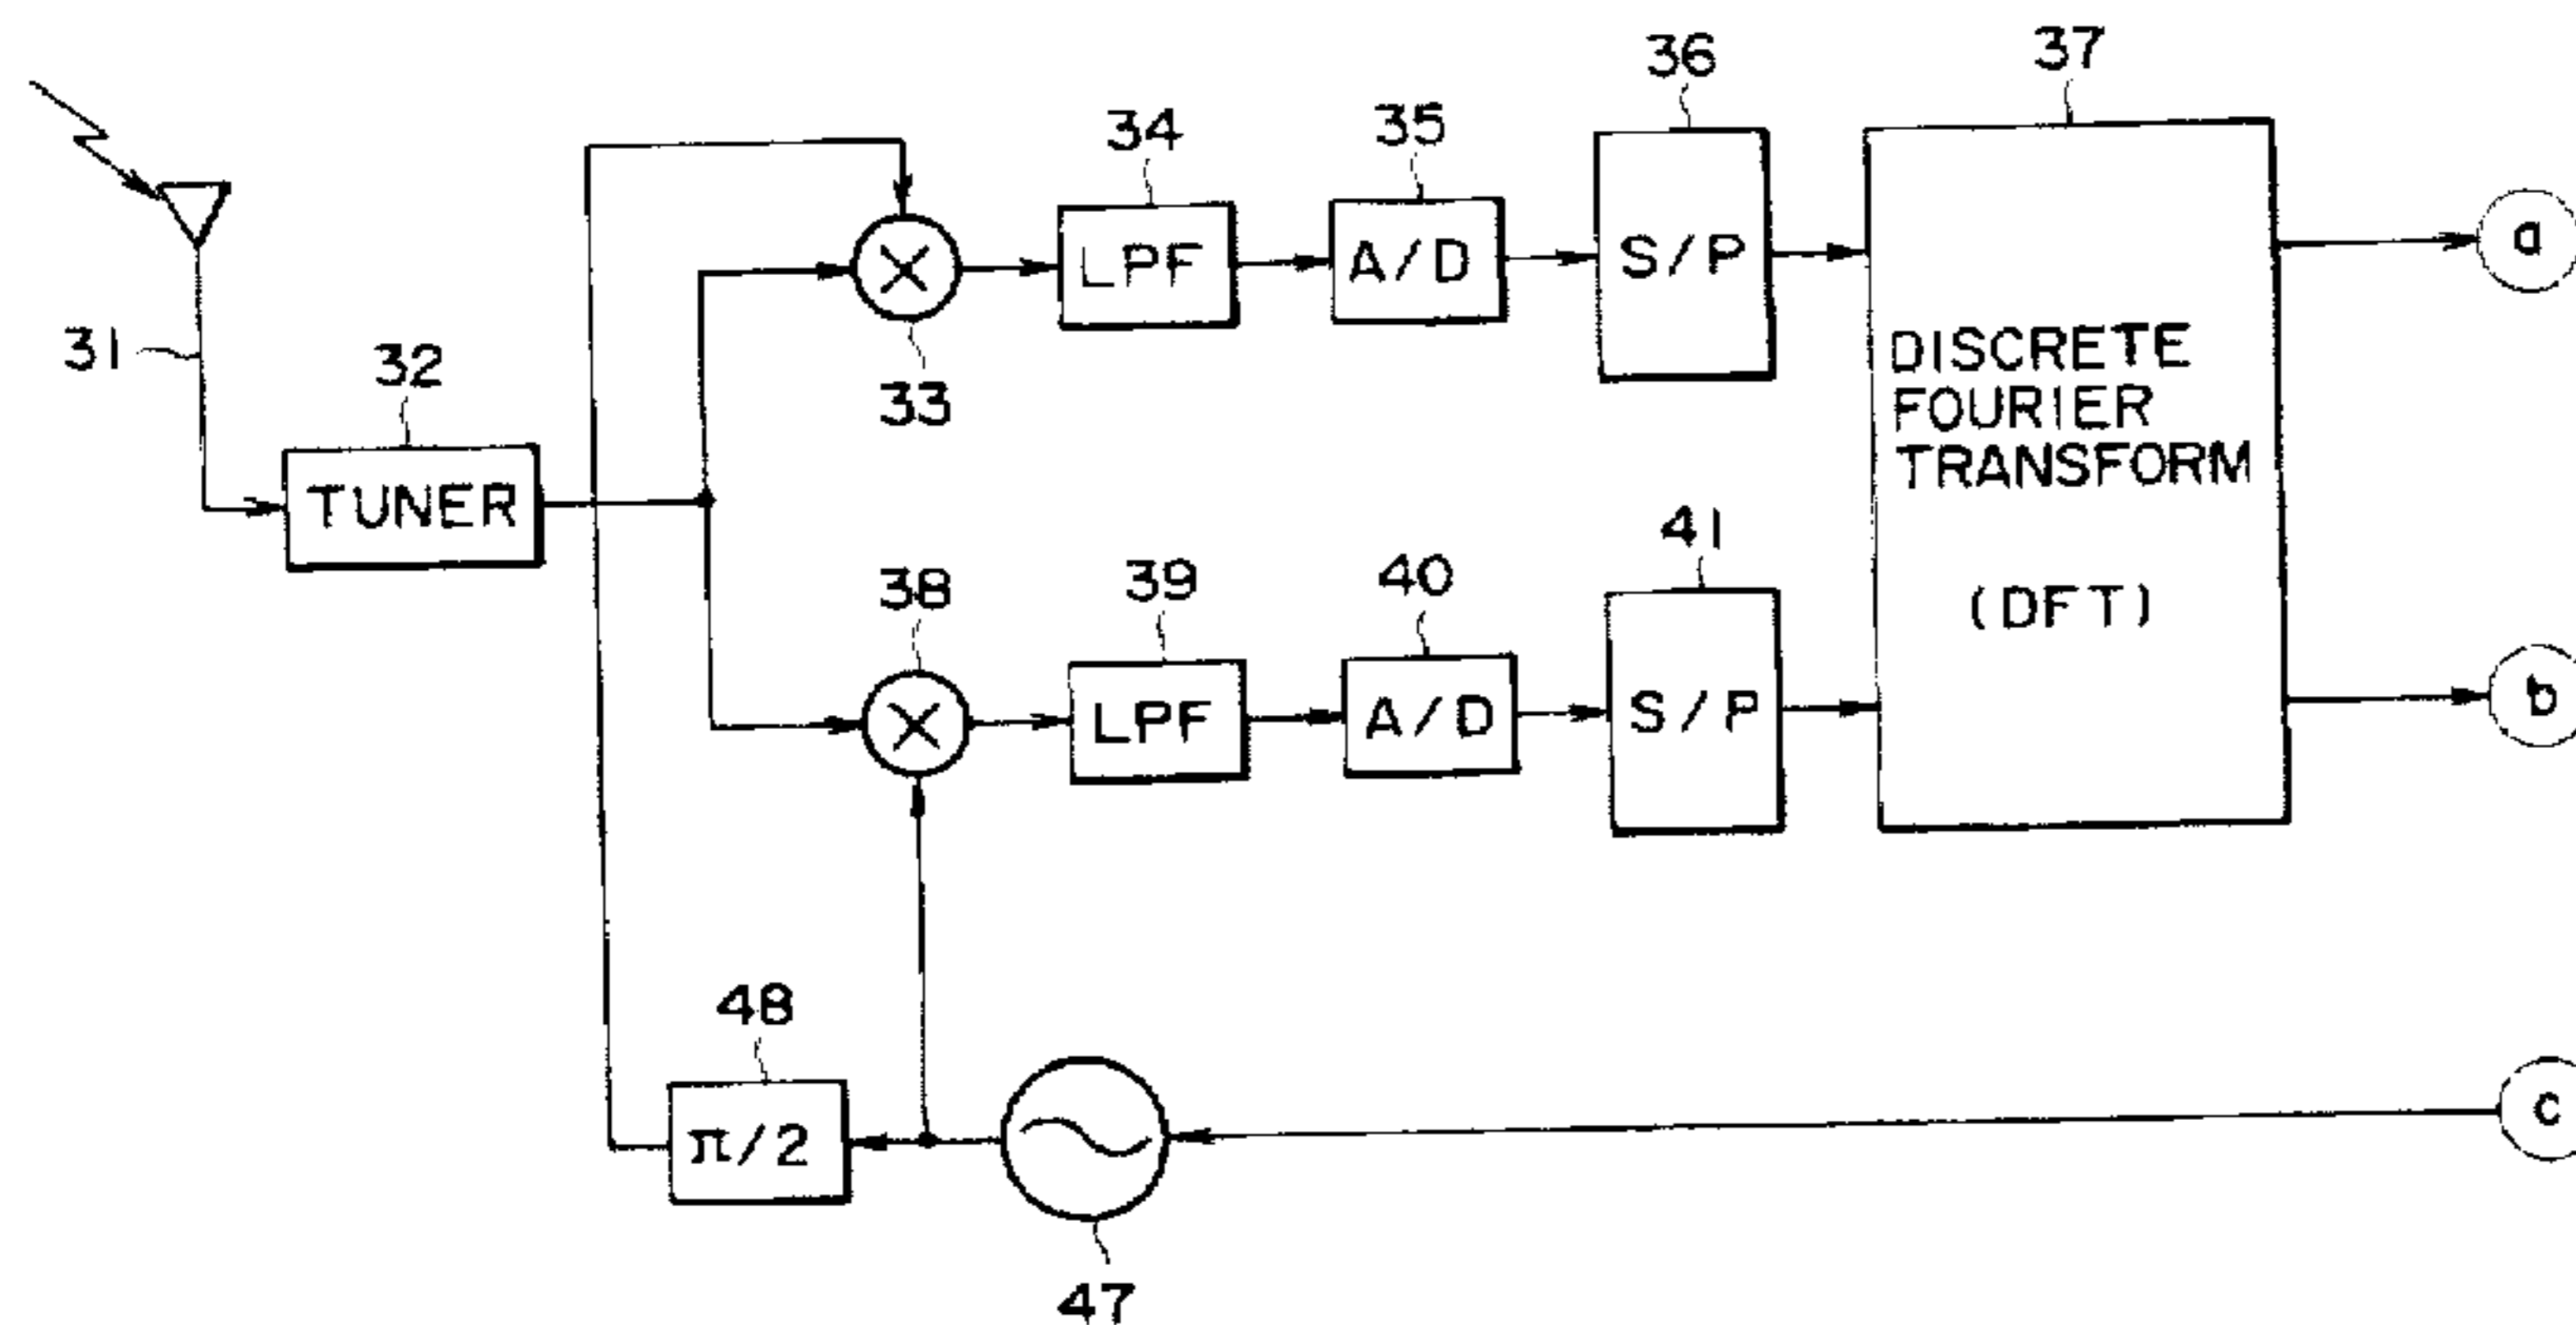 37
36
35
34
a
S/P
A/D
LPF
33
31
32
DISCRETE
FOURIER
TRANSFORM
TUNER
41
40
39
38
(DFT)
b
S/P
A/D
LPF
48
c
π/2
47